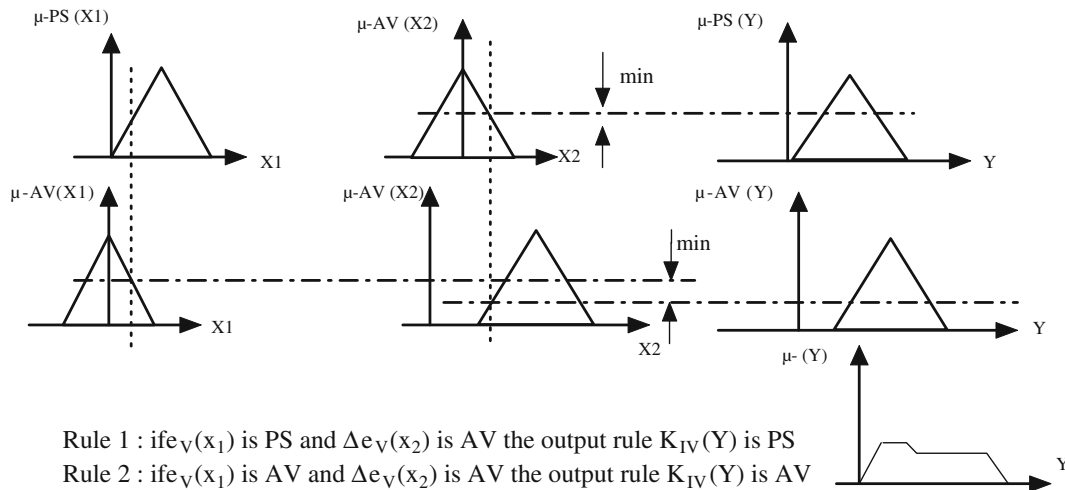 μ-PS (X1)
μ-AV (X2)
μ-PS (Y)
min
X1
X2
Y
μ-AV(X1)
μ-AV(X2)
μ-AV (Y)
min
X1
X2
Y
μ- (Y)
Y
Rule 1 : ife_V(x_1) is PS and Δe_V(x_2) is AV the output rule K_IV(Y) is PS
Rule 2 : ife_V(x_1) is AV and Δe_V(x_2) is AV the output rule K_IV(Y) is AV